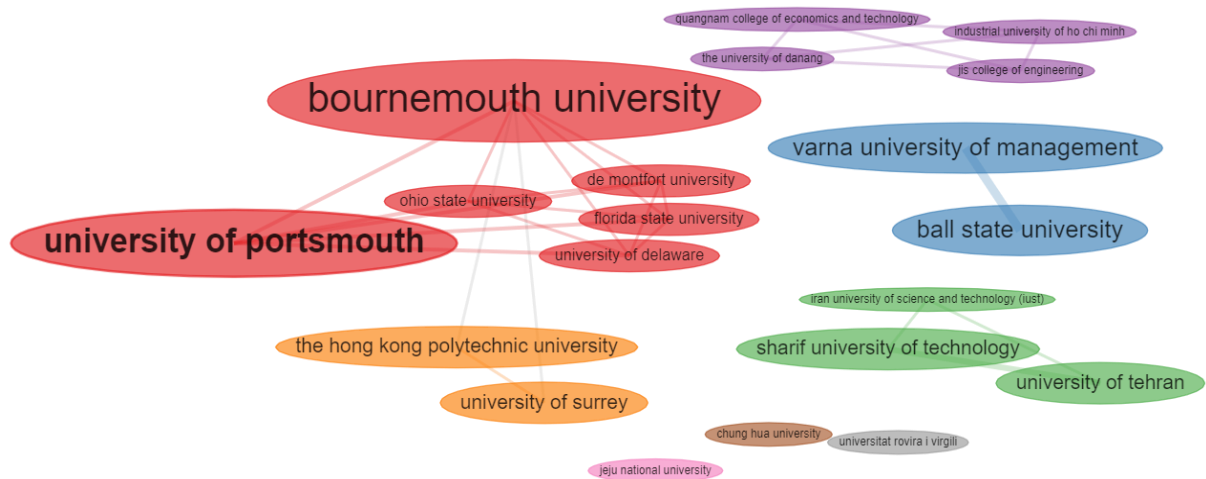 quangnam college of economics and technology
industrial university of ho chi minh
the university of danang
jis college of engineering
bournemouth university
varna university of management
de montfort university
ohio state university
florida state university
ball state university
university of portsmouth
university of delaware
iran university of science and technology (iust)
the hong kong polytechnic university
sharif university of technology
university of tehran
university of surrey
chung hua university
universitat rovira i virgili
jeju national university